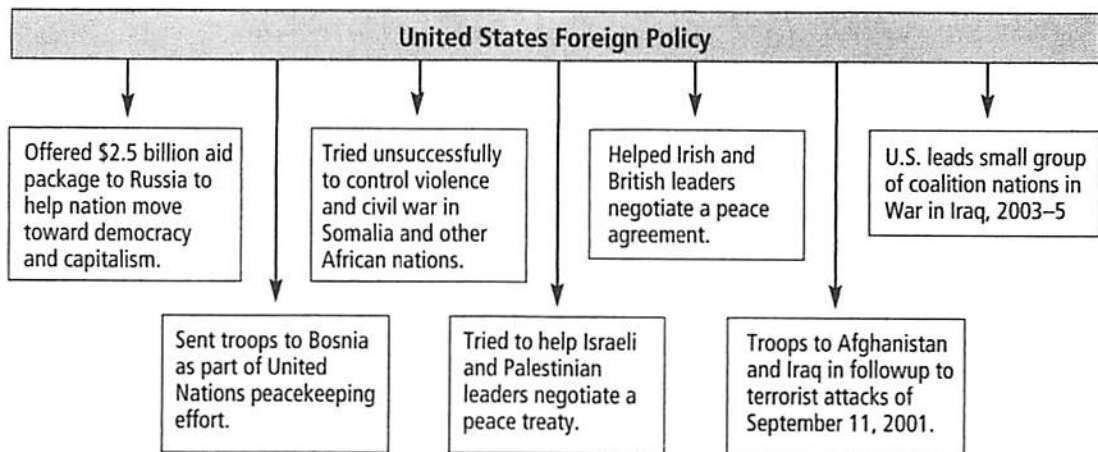 United States Foreign Policy
Offered $2.5 billion aid
package to Russia to
help nation move
toward democracy
and capitalism.
Tried unsuccessfully
to control violence
and civil war in
Somalia and other
African nations.
Helped Irish and
British leaders
negotiate a peace
agreement.
U.S. leads small group
of coalition nations in
War in Iraq, 2003–5
Sent troops to Bosnia
as part of United
Nations peacekeeping
effort.
Tried to help Israeli
and Palestinian
leaders negotiate a
peace treaty.
Troops to Afghanistan
and Iraq in followup to
terrorist attacks of
September 11, 2001.